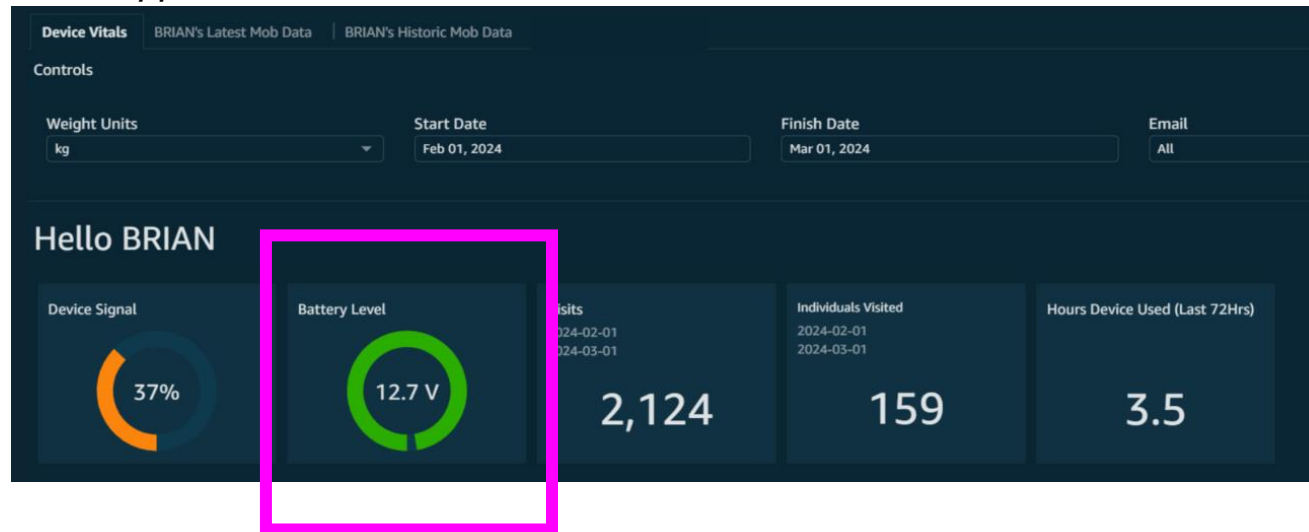 Device Vitals BRIAN's Latest Mob Data BRIAN's Historic Mob Data
Controls
Weight Units Start Date Finish Date Email
kg Feb 01, 2024 Mar 01, 2024 All
Hello BRIAN
Device Signal
37%
Battery Level
12.7 V
2,124
Individuals Visited
2024-02-01
2024-03-01
159
Hours Device Used (Last 72Hrs)
3.5